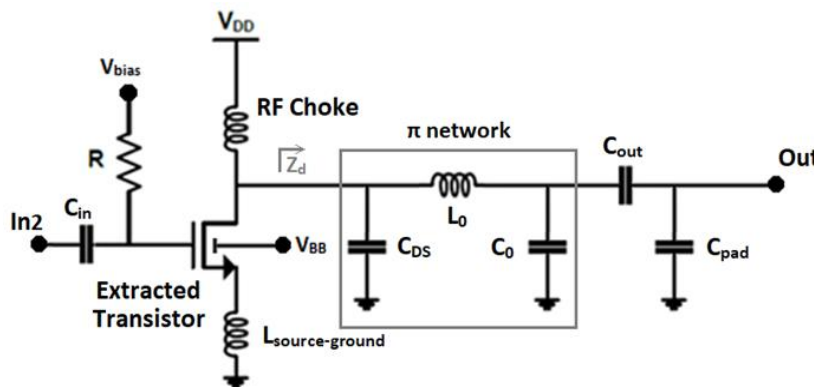 VDD
Vbias
RF Choke
π network
R
Zd
Cout
Out
Cin
In2
L0
VBB
CDS
C0
Cpad
Extracted
Transistor
Lsource-ground